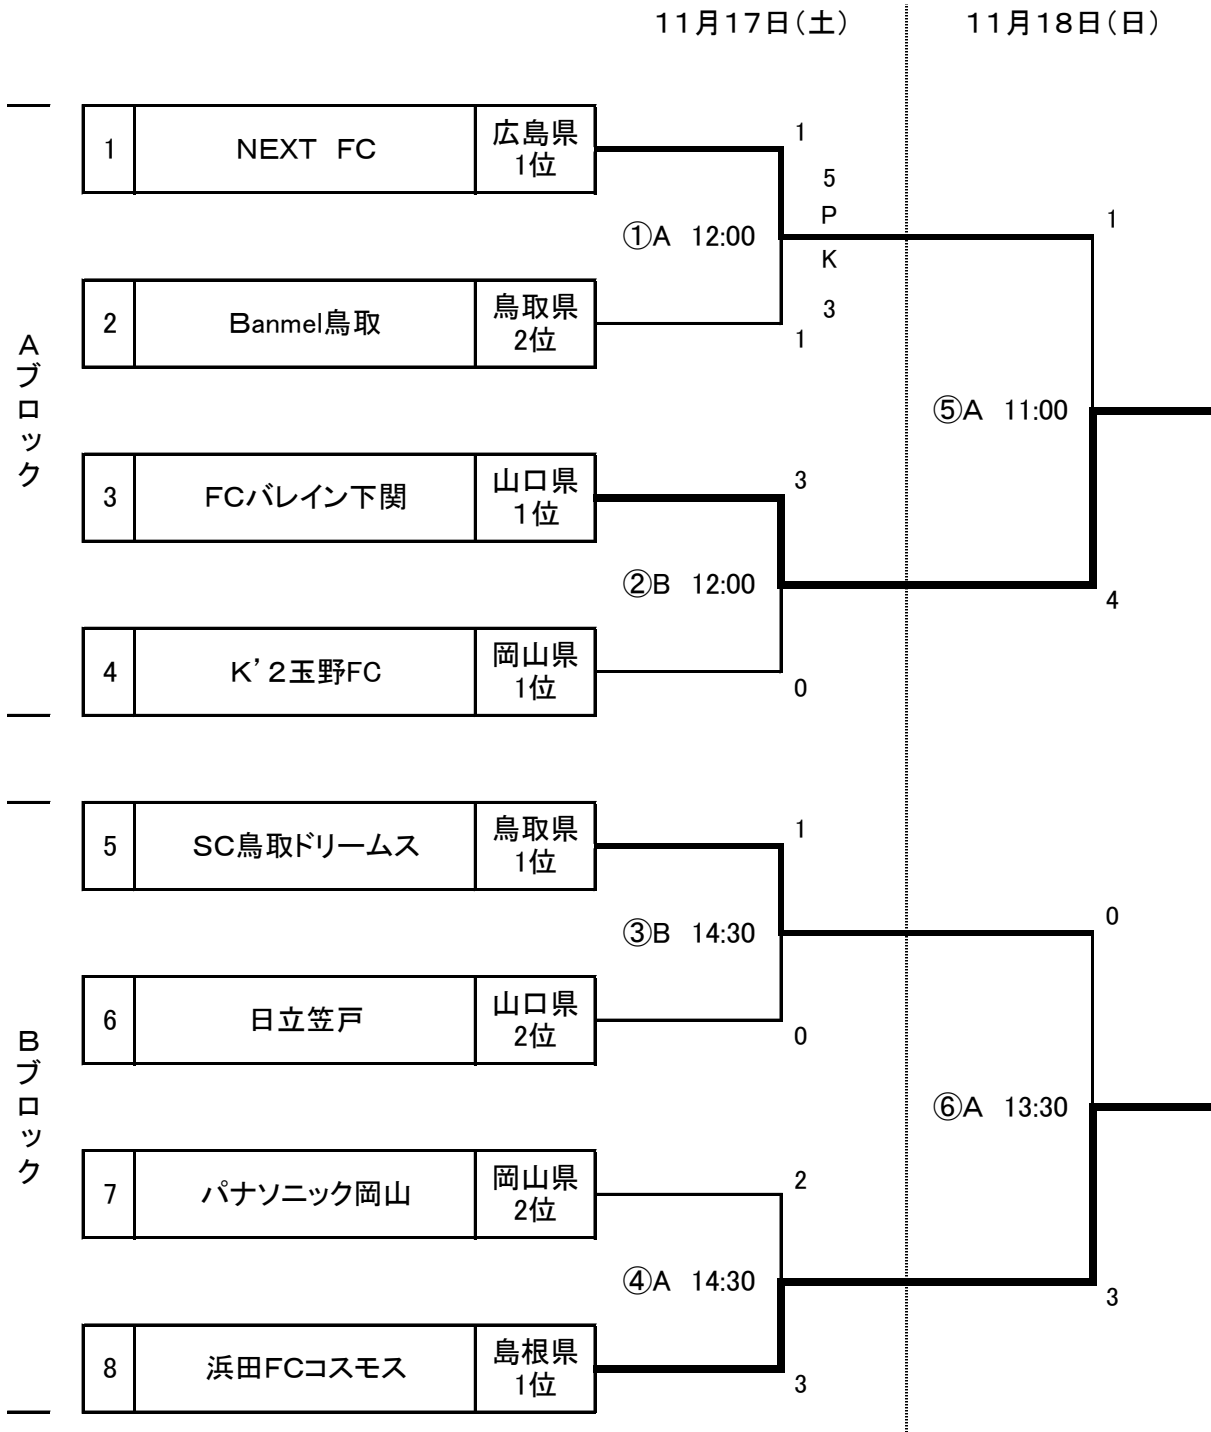 11月17日（土）
11月18日（日）
Aブロック
1
NEXT　FC
広島県
1位
1
5
P
K
3
①A　12:00
1
2
Banmel鳥取
鳥取県
2位
1
⑤A　11:00
3
FCバレイン下関
山口県
1位
3
②B　12:00
4
4
K’2玉野FC
岡山県
1位
0
Bブロック
5
SC鳥取ドリームス
鳥取県
1位
1
③B　14:30
0
6
日立笠戸
山口県
2位
0
⑥A　13:30
7
パナソニック岡山
岡山県
2位
2
④A　14:30
3
8
浜田FCコスモス
島根県
1位
3